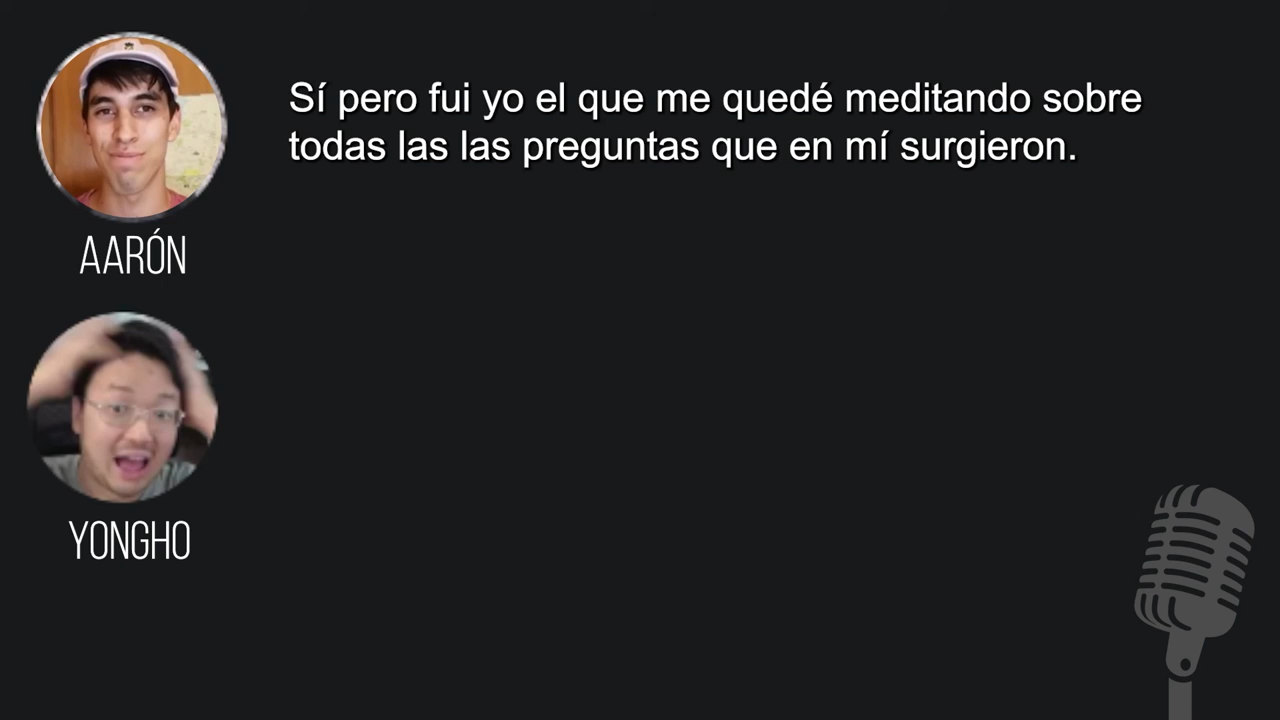 Sí pero fui yo el que me quedé meditando sobre
todas las las preguntas que en mí surgieron.
AARÓN
YONGHO